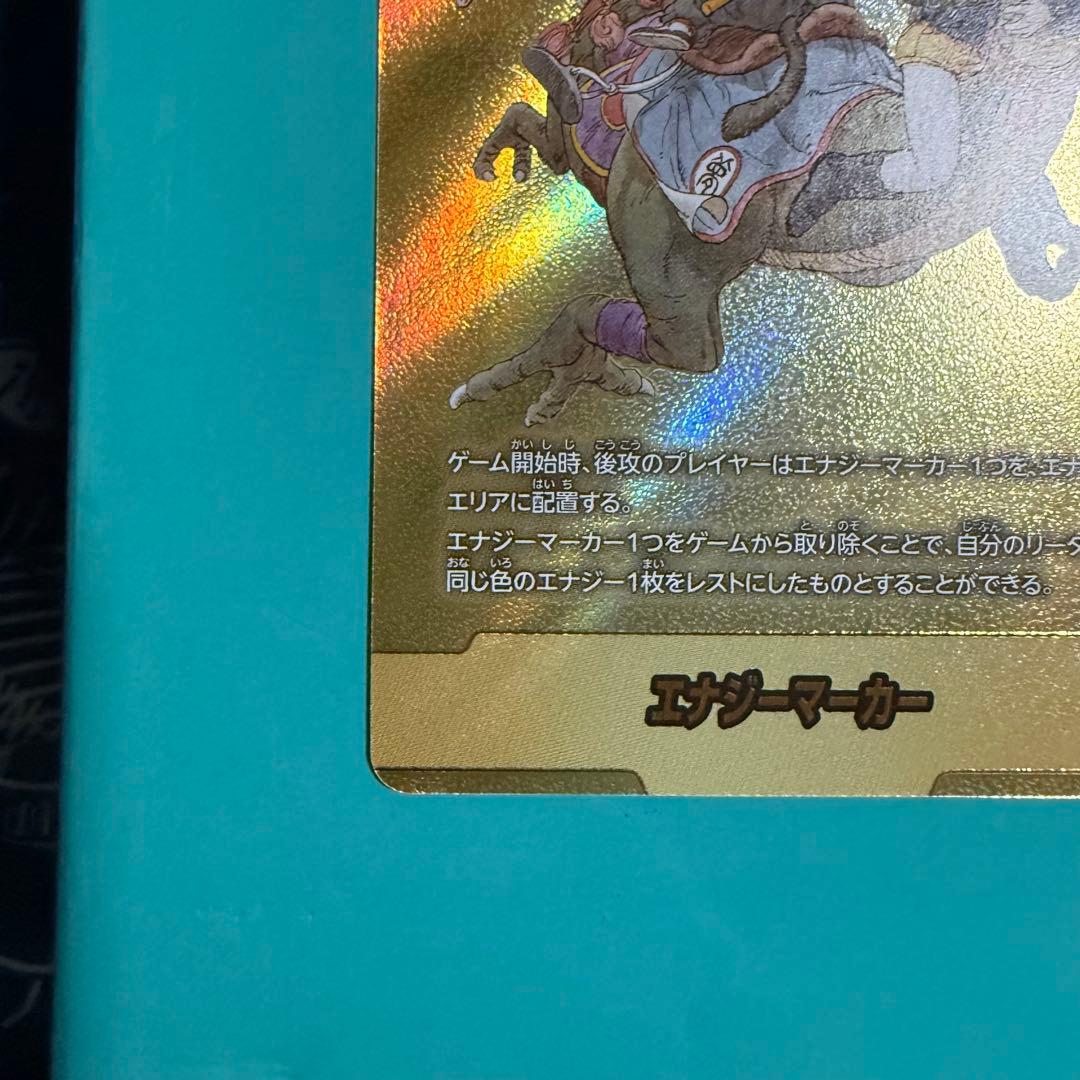 ゲーム開始時、後攻のプレイヤーはエナジーマーカー1つを、エナ
エリアに配置する。
エナジーマーカー1つをゲームから取り除くことで、自分のリーダ
同じ色のエナジー1枚をレストにしたものとすることができる。
エナジーマーカー